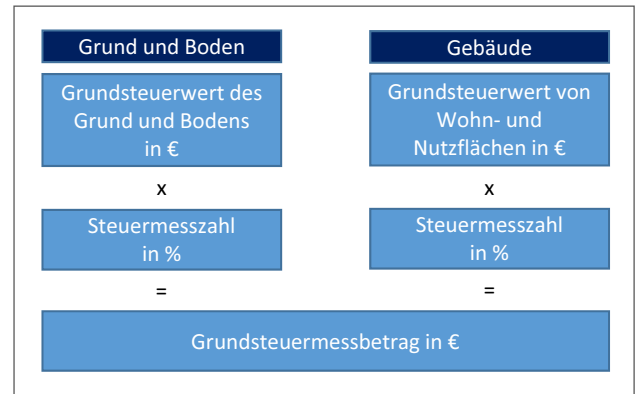 Grund und Boden
Grundsteuerwert des
Grund und Bodens
in €
x
Steuermesszahl
in %
=
Gebäude
Grundsteuerwert von
Wohn- und
Nutzflächen in €
x
Steuermesszahl
in %
=
Grundsteuermessbetrag in €